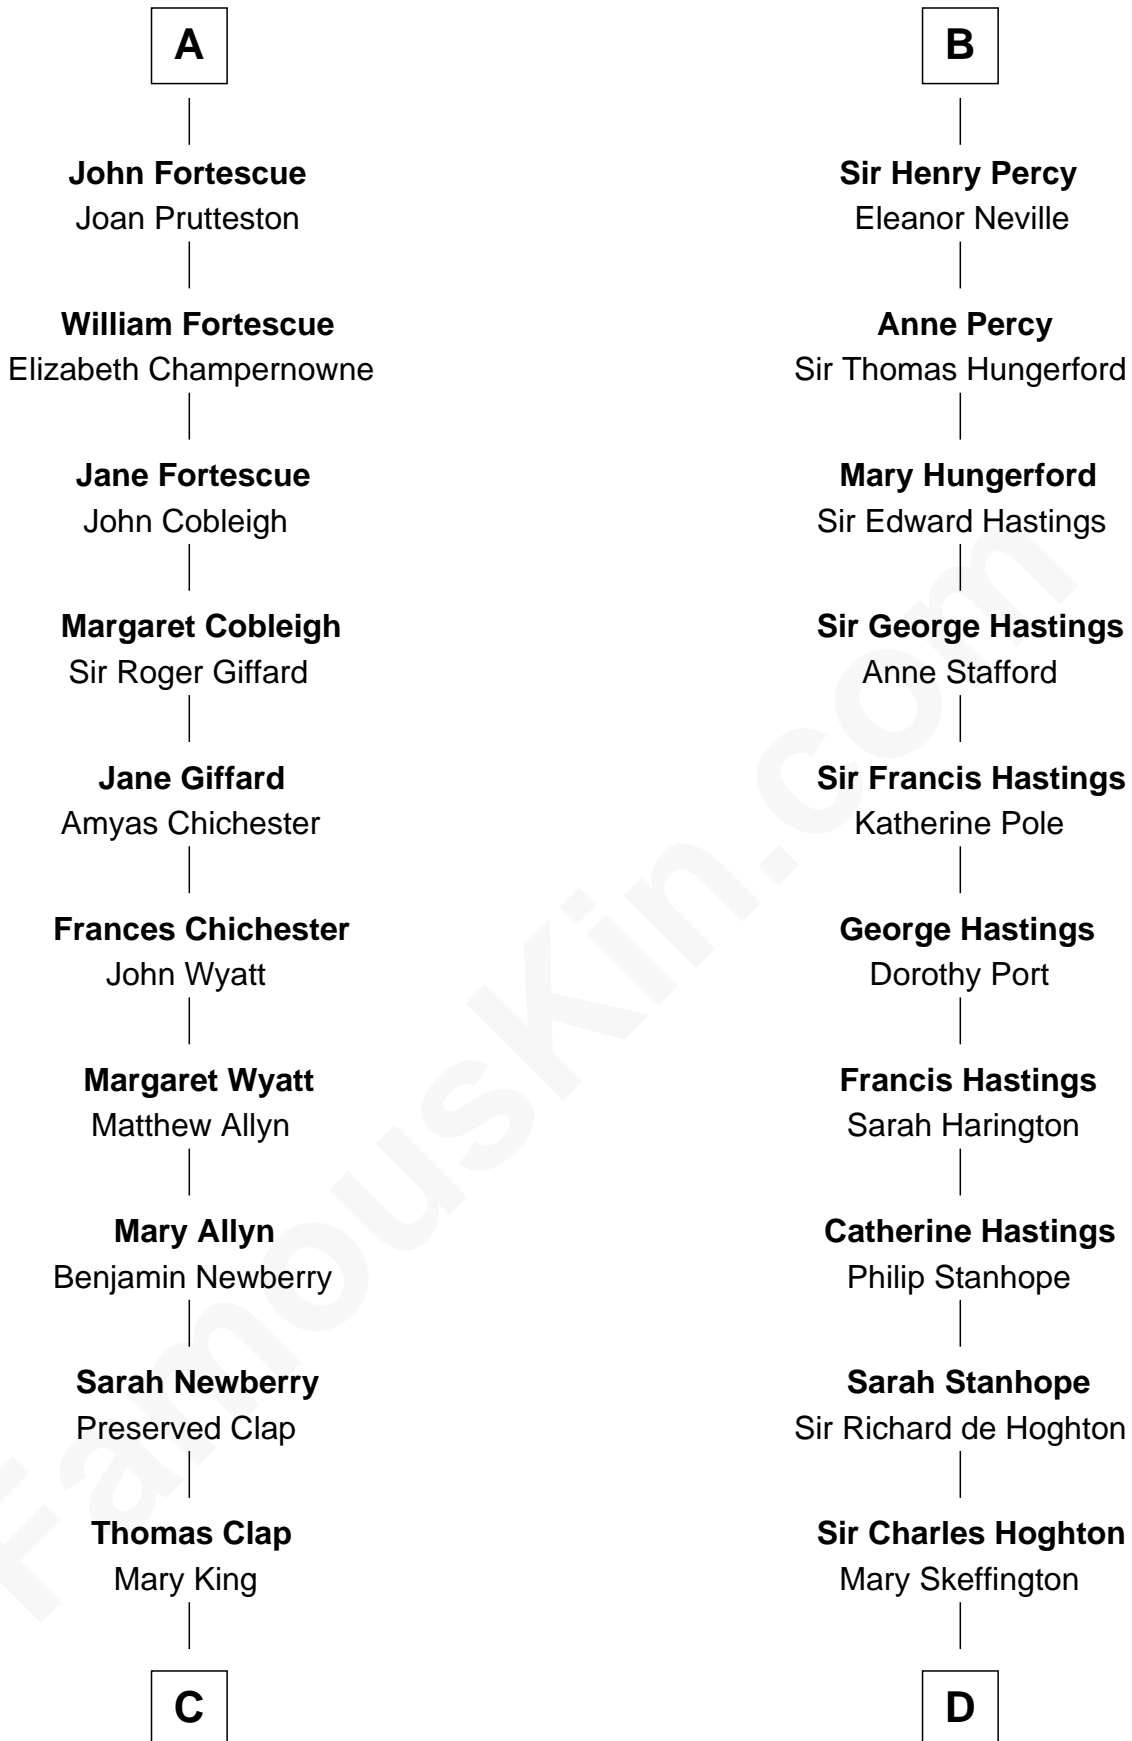 A
John Fortescue
Joan Prutteston
William Fortescue
Elizabeth Champernowne
Jane Fortescue
John Cobleigh
Margaret Cobleigh
Sir Roger Giffard
Jane Giffard
Amyas Chichester
Frances Chichester
John Wyatt
Margaret Wyatt
Matthew Allyn
Mary Allyn
Benjamin Newberry
Sarah Newberry
Preserved Clap
Thomas Clap
Mary King
C
B
Sir Henry Percy
Eleanor Neville
Anne Percy
Sir Thomas Hungerford
Mary Hungerford
Sir Edward Hastings
Sir George Hastings
Anne Stafford
Sir Francis Hastings
Katherine Pole
George Hastings
Dorothy Port
Francis Hastings
Sarah Harington
Catherine Hastings
Philip Stanhope
Sarah Stanhope
Sir Richard de Hoghton
Sir Charles Hoghton
Mary Skeffington
D
FamousKin.com